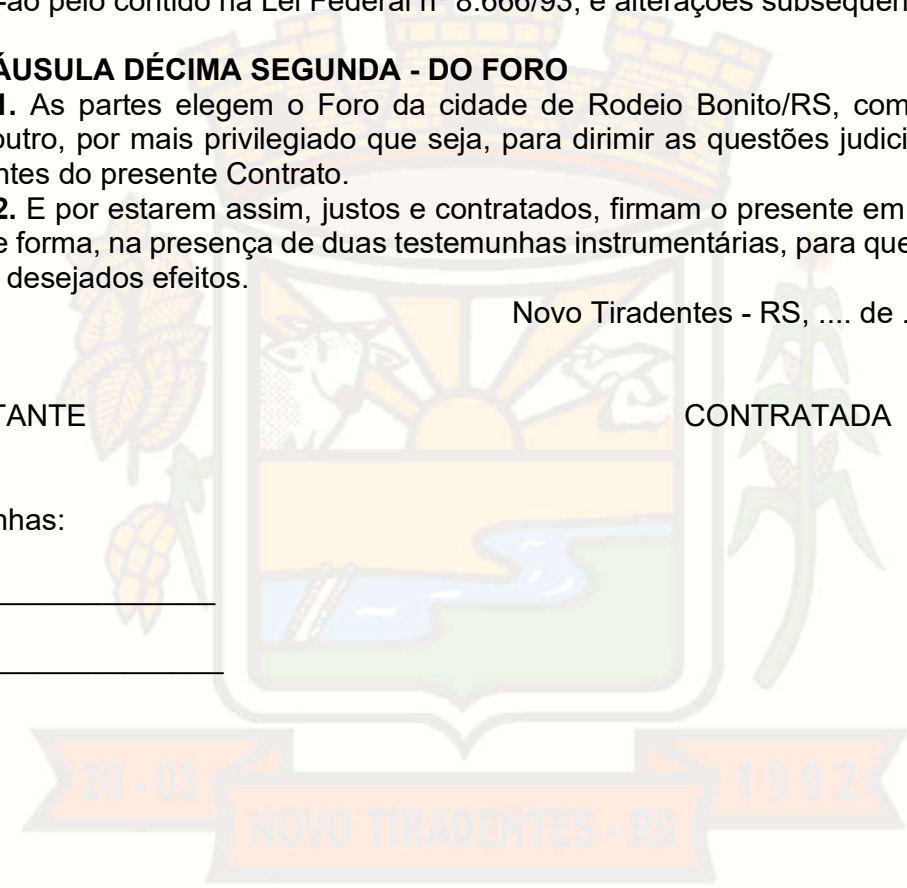 -ão pelo contido na Lei Federal nº 8.666/93, e alterações subsequen
ÁUSULA DÉCIMA SEGUNDA - DO FORO
1. As partes elegem o Foro da cidade de Rodeio Bonito/RS, com
outro, por mais privilegiado que seja, para dirimir as questões judici
ntes do presente Contrato.
2. E por estarem assim, justos e contratados, firmam o presente em
e forma, na presença de duas testemunhas instrumentárias, para que
desejados efeitos.
Novo Tiradentes - RS, .... de .
TANTE CONTRATADA
nhas:
20 - 03 1992
NOVO TIRADENTES - RS